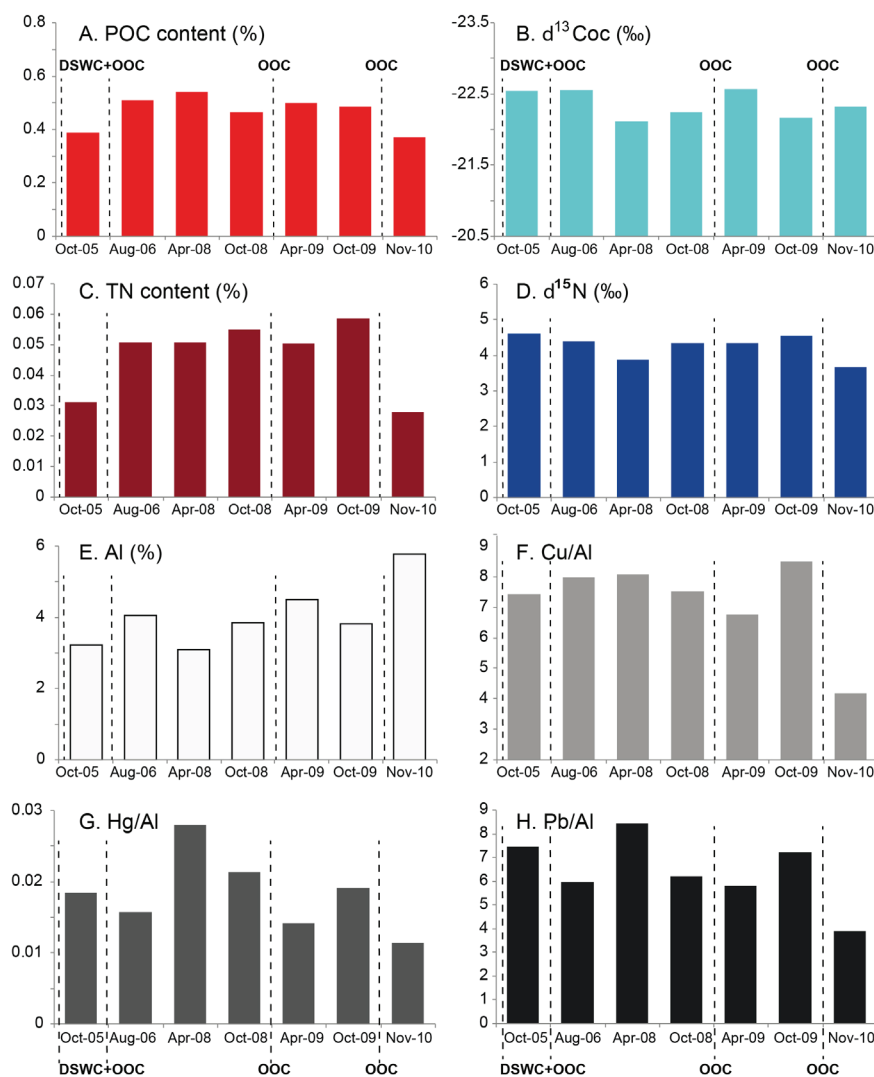 A. POC content (%)
DSWC+OOC OOC OOC
0.8
0.6
0.4
0.2
0
Oct-05 Aug-06 Apr-08 Oct-08 Apr-09 Oct-09 Nov-10
B. d¹³Coc (‰)
DSWC+OOC OOC OOC
-23.5
-22.5
-21.5
-20.5
Oct-05 Aug-06 Apr-08 Oct-08 Apr-09 Oct-09 Nov-10
C. TN content (%)
0.07
0.06
0.05
0.04
0.03
0.02
0.01
0
Oct-05 Aug-06 Apr-08 Oct-08 Apr-09 Oct-09 Nov-10
D. d¹⁵N (‰)
6
5
4
3
2
1
0
Oct-05 Aug-06 Apr-08 Oct-08 Apr-09 Oct-09 Nov-10
E. Al (%)
6
4
2
0
Oct-05 Aug-06 Apr-08 Oct-08 Apr-09 Oct-09 Nov-10
F. Cu/Al
9
8
7
6
5
4
3
2
Oct-05 Aug-06 Apr-08 Oct-08 Apr-09 Oct-09 Nov-10
G. Hg/Al
0.03
0.02
0.01
0
Oct-05 Aug-06 Apr-08 Oct-08 Apr-09 Oct-09 Nov-10
DSWC+OOC OOC OOC
H. Pb/Al
9
8
7
6
5
4
3
2
1
0
Oct-05 Aug-06 Apr-08 Oct-08 Apr-09 Oct-09 Nov-10
DSWC+OOC OOC OOC